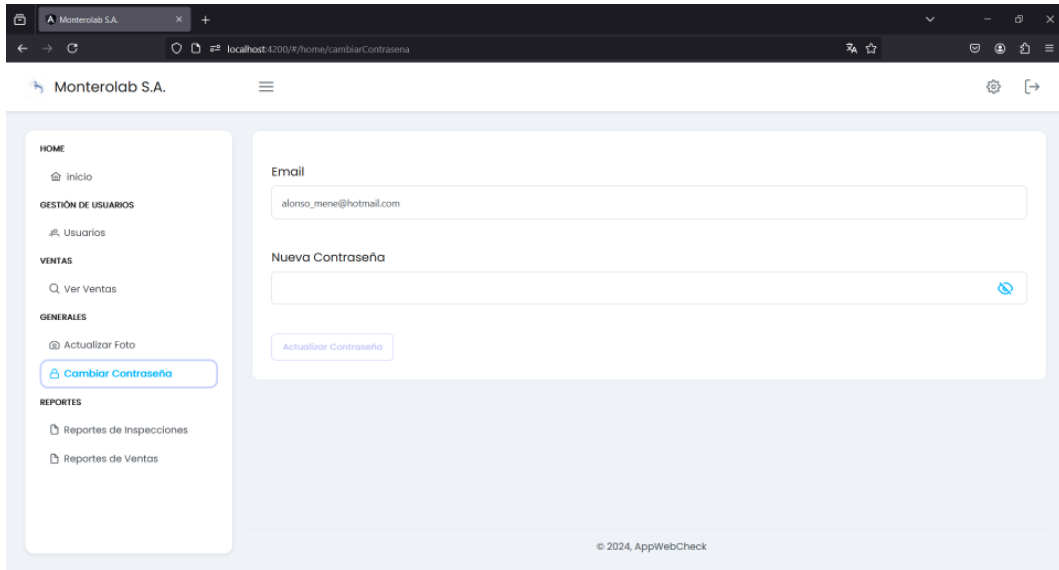 Monterolab S.A.
localhost:4200/#/home/cambiarContrasena
Monterolab S.A.
HOME
inicio
GESTIÓN DE USUARIOS
Usuarios
VENTAS
Ver Ventas
GENERALES
Actualizar Foto
Cambiar Contraseña
REPORTES
Reportes de Inspecciones
Reportes de Ventas
Email
alonso_mene@hotmail.com
Nueva Contraseña
Actualizar Contraseña
© 2024, AppWebCheck